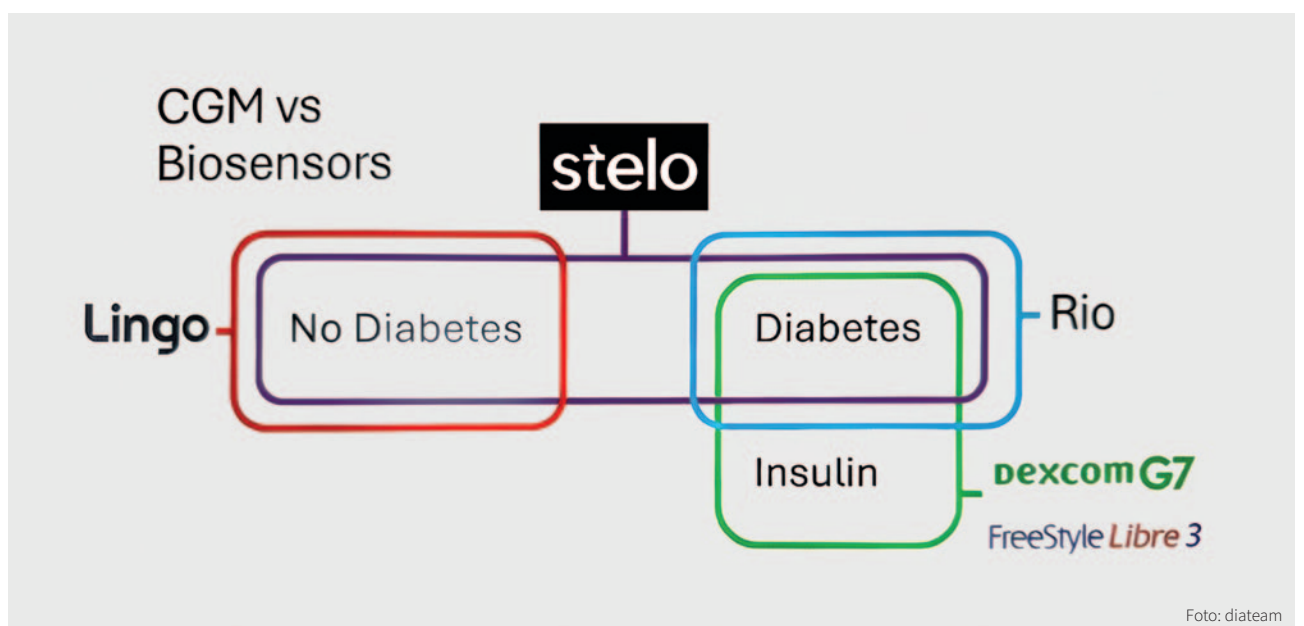 CGM vs
Biosensors
stelo
Lingo
No Diabetes
Diabetes
Rio
Insulin
Dexcom G7
FreeStyle Libre 3
Foto: diateam